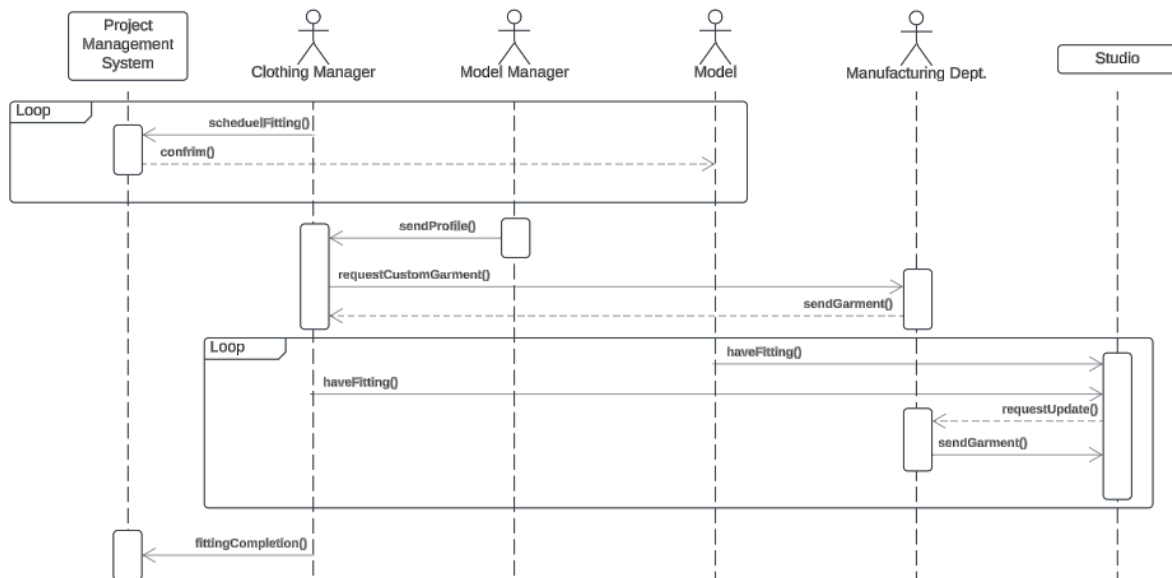 Project
Management
System
Clothing Manager
Model Manager
Model
Manufacturing Dept.
Studio
Loop
scheduelFitting()
confrim()
sendProfile()
requestCustomGarment()
sendGarment()
Loop
haveFitting()
haveFitting()
requestUpdate()
sendGarment()
fittingCompletion()